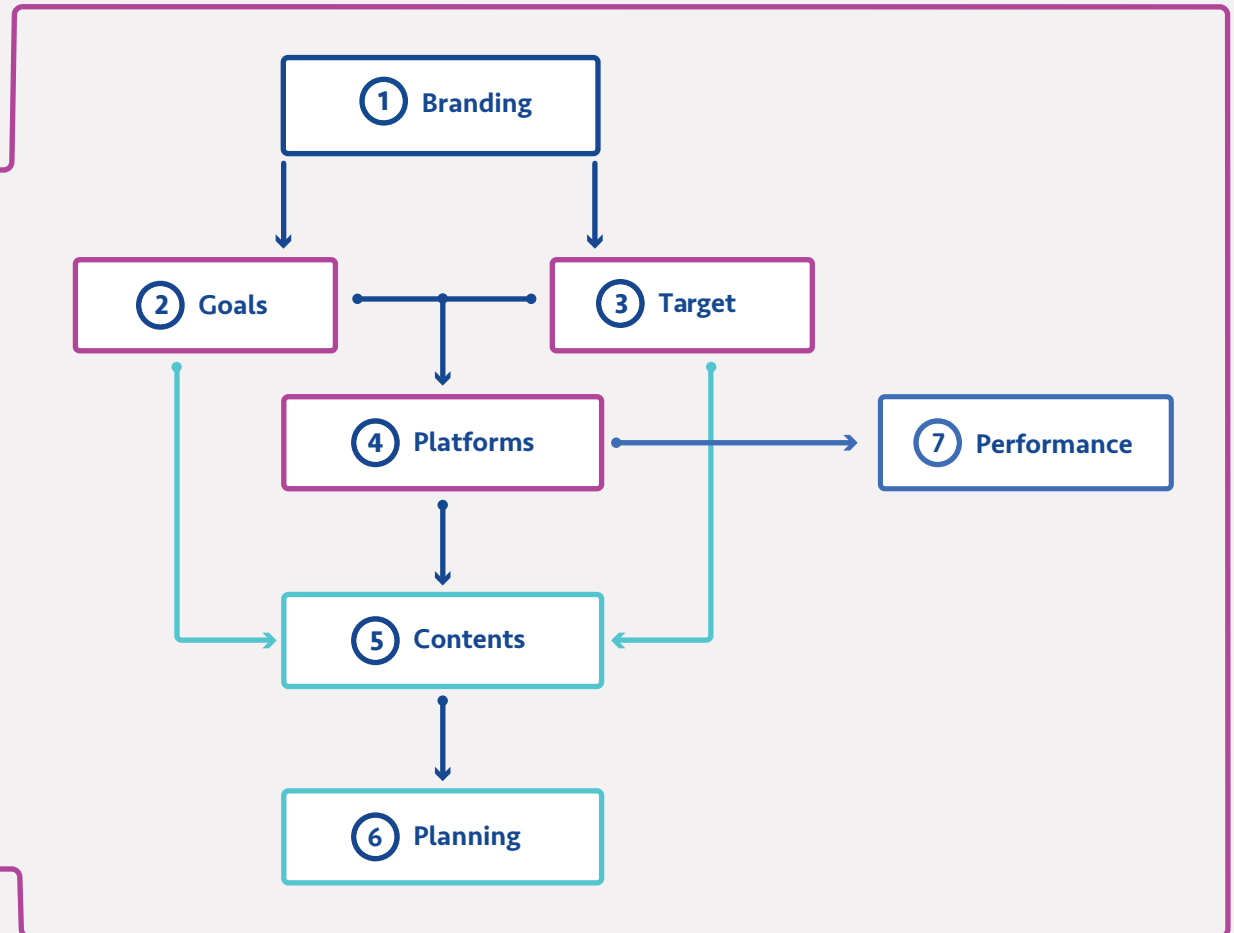 1 Branding
2 Goals
3 Target
4 Platforms
7 Performance
5 Contents
6 Planning